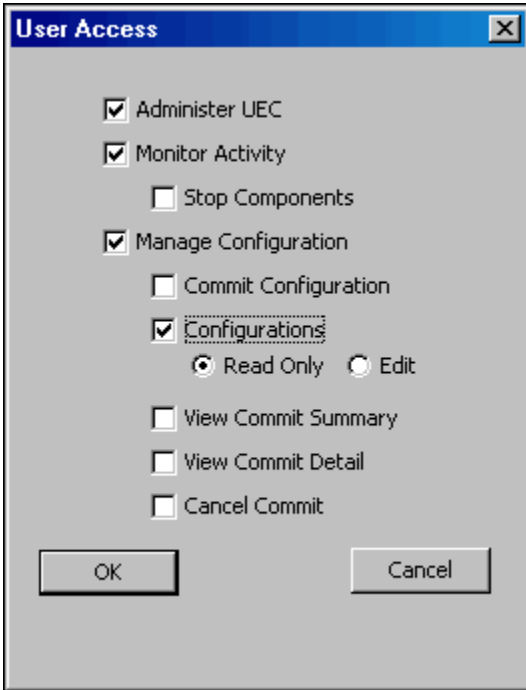 User Access
Administer UEC
Monitor Activity
Stop Components
Manage Configuration
Commit Configuration
Configurations
Read Only Edit
View Commit Summary
View Commit Detail
Cancel Commit
OK Cancel